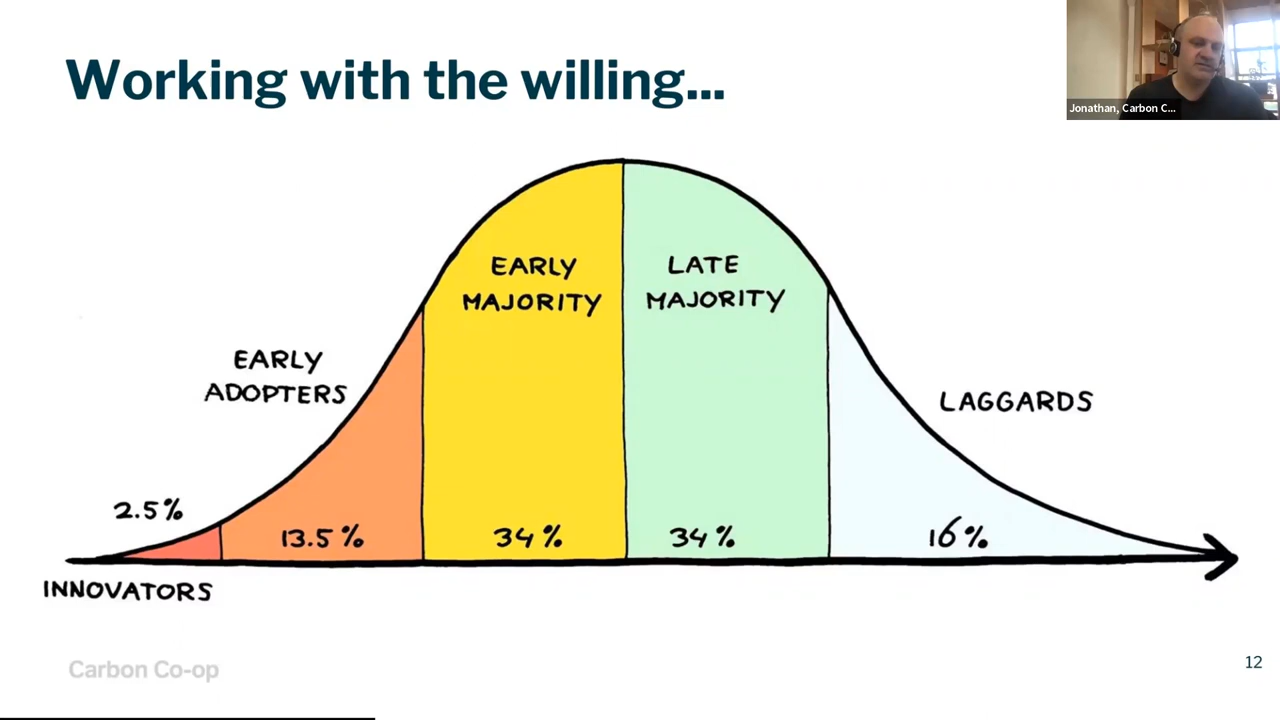 Working with the willing...
Jonathan, Carbon C...
EARLY
MAJORITY
LATE
MAJORITY
EARLY
ADOPTERS
LAGGARDS
2.5%
13.5%
34%
34%
16%
INNOVATORS
Carbon Co-op
12